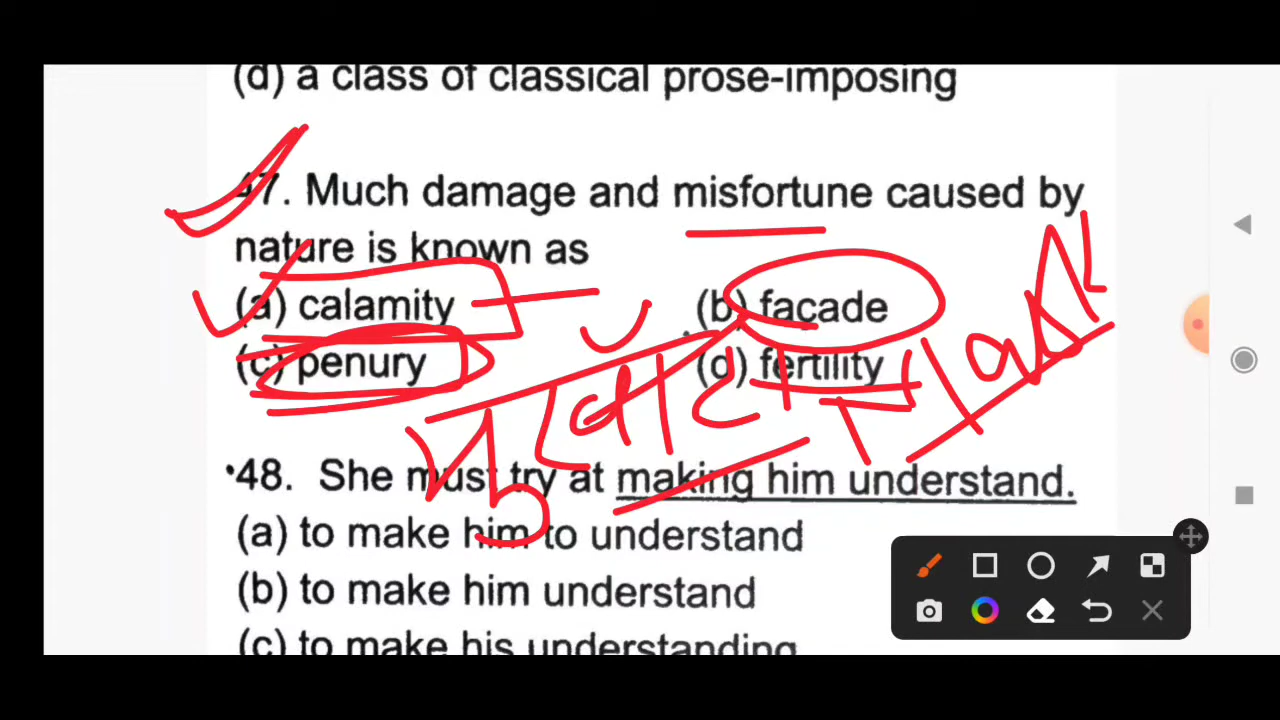 (d) a class of classical prose-imposing
47. Much damage and misfortune caused by
nature is known as
(a) calamity (b) façade
(c) penury (d) fertility
48. She must try at making him understand.
(a) to make him to understand
(b) to make him understand
(c) to make his understanding